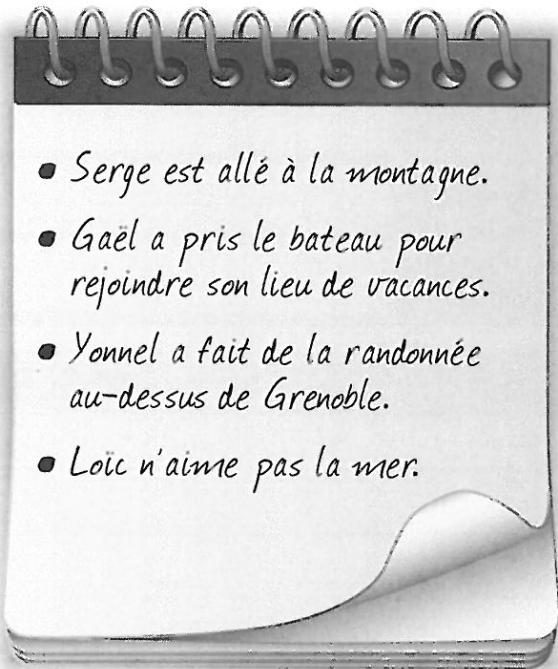 • Serge est allé à la montagne.
• Gaël a pris le bateau pour
rejoindre son lieu de vacances.
• Yonnel a fait de la randonnée
au-dessus de Grenoble.
• Loïc n'aime pas la mer.